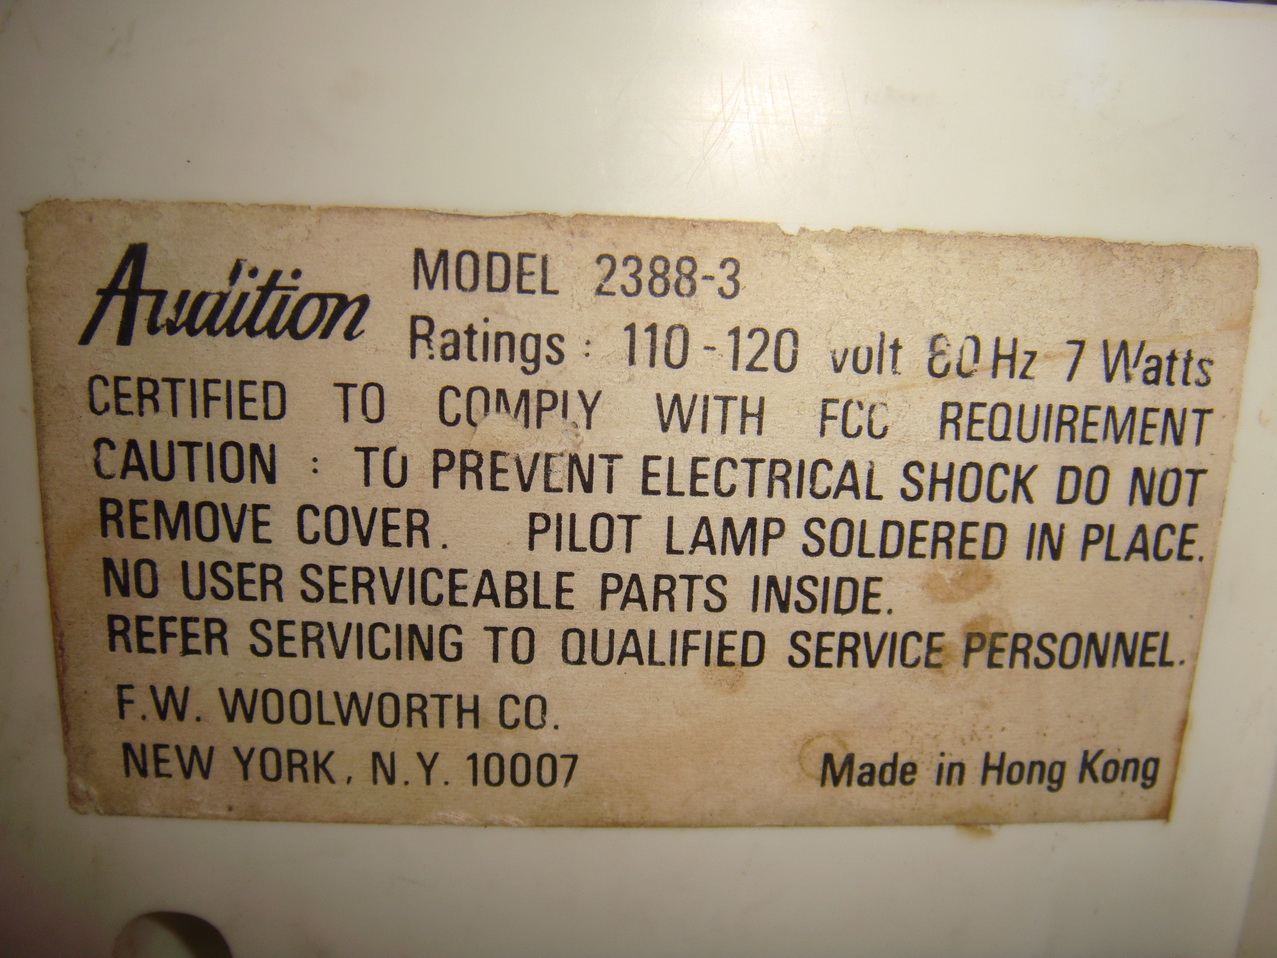 Audition
MODEL 2388-3
Ratings : 110 - 120 volt 60 Hz 7 Watts
CERTIFIED TO COMPLY WITH FCC REQUIREMENT
CAUTION : TO PREVENT ELECTRICAL SHOCK DO NOT
REMOVE COVER. PILOT LAMP SOLDERED IN PLACE.
NO USER SERVICEABLE PARTS INSIDE.
REFER SERVICING TO QUALIFIED SERVICE PERSONNEL.
F.W. WOOLWORTH CO.
NEW YORK, N.Y. 10007
Made in Hong Kong